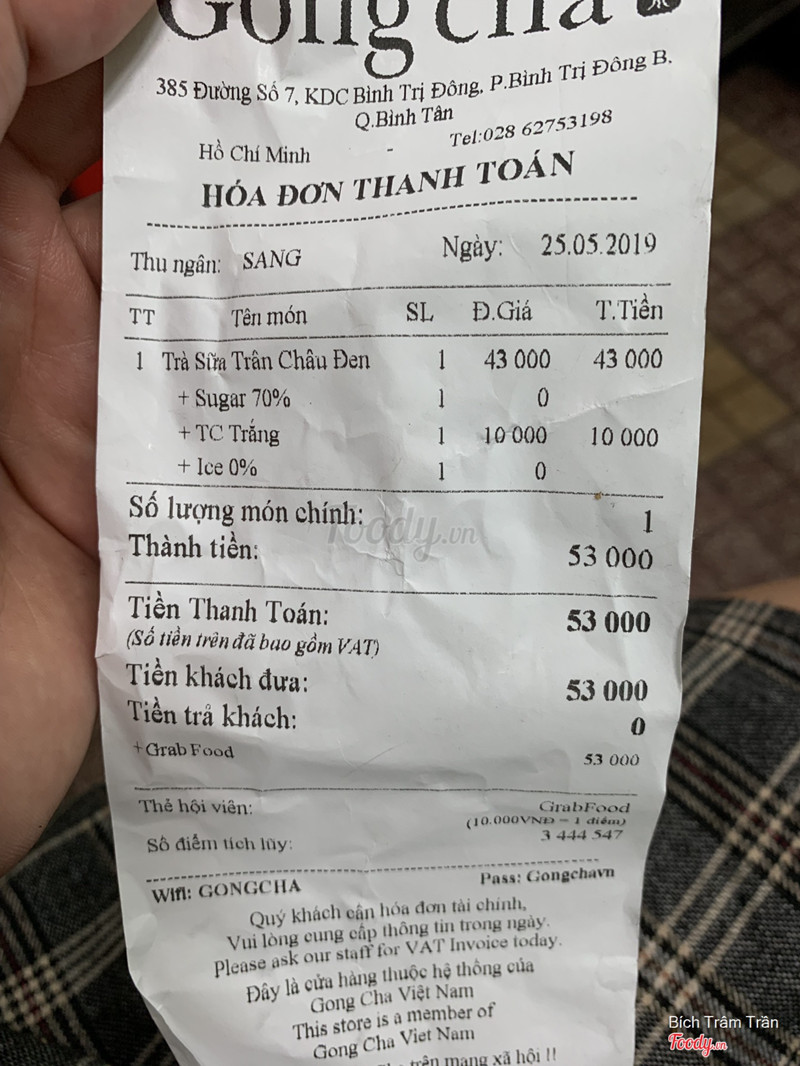 Gong cha
385 Đường Số 7, KDC Bình Trị Đông, P.Bình Trị Đông B.
Q.Bình Tân
Hồ Chí Minh - Tel:028 62753198
HÓA ĐƠN THANH TOÁN
Thu ngân: SANG Ngày: 25.05.2019
TT Tên món SL Đ.Giá T.Tiền
1 Trà Sữa Trân Châu Đen 1 43 000 43 000
+ Sugar 70% 1 0
+ TC Trắng 1 10 000 10 000
+ Ice 0% 1 0
Số lượng món chính: 1
Thành tiền: 53 000
Tiền Thanh Toán: 53 000
(Số tiền trên đã bao gồm VAT)
Tiền khách đưa: 53 000
Tiền trả khách: 0
+Grab Food 53 000
Thẻ hội viên: GrabFood
(10.000VNĐ = 1 điểm)
Số điểm tích lũy: 3 444 547
Wifi: GONGCHA Pass: Gongchavn
Quý khách cần hóa đơn tài chính,
Vui lòng cung cấp thông tin trong ngày.
Please ask our staff for VAT Invoice today.
Đây là cửa hàng thuộc hệ thống của
Gong Cha Việt Nam
This store is a member of
Gong Cha Viet Nam
trên mạng xã hội !!
foody.vn
Bích Trâm Trần
Foody.vn